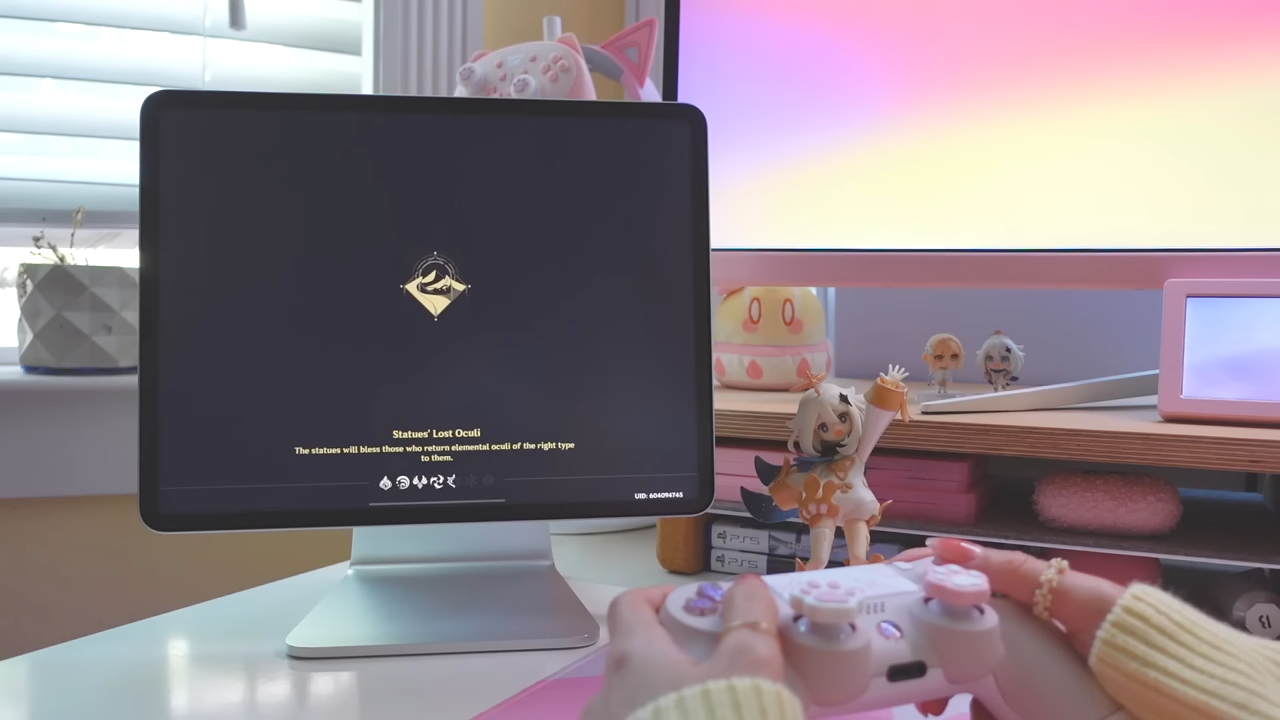 Statues' Lost Oculi
The statues will bless those who return elemental oculi of the right type
to them.
UID: 604094745
PS5
PS5
13